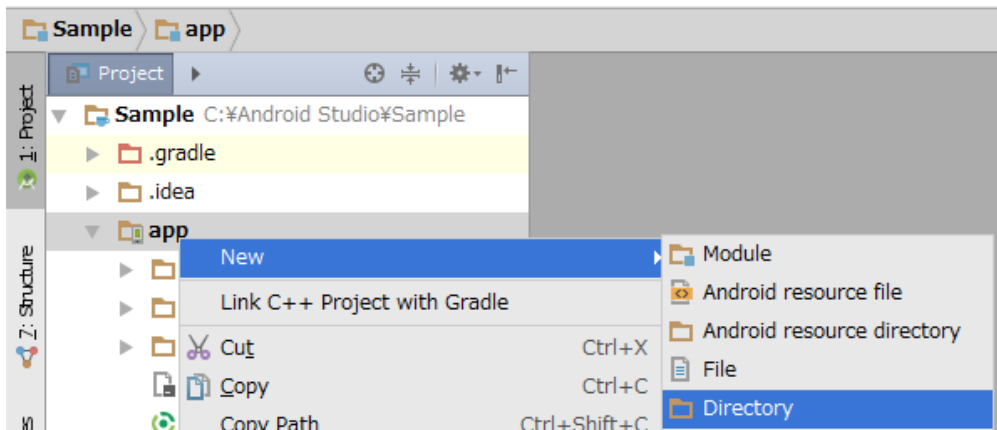 Sample app
Project
1: Project
Sample C:¥Android Studio¥Sample
.gradle
.idea
app
7: Structure
New
Link C++ Project with Gradle
Cut Ctrl+X
Copy Ctrl+C
Copy Path Ctrl+Shift+C
Module
Android resource file
Android resource directory
File
Directory